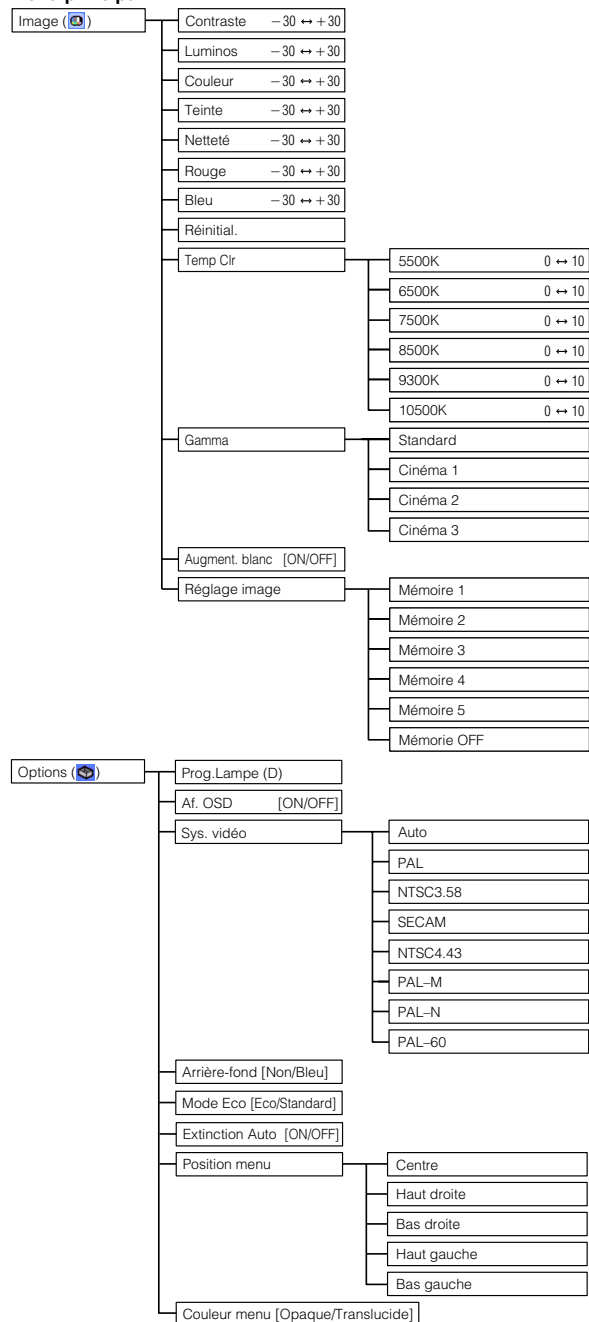 Image ( )
Contraste −30 ↔ +30
Luminos −30 ↔ +30
Couleur −30 ↔ +30
Teinte −30 ↔ +30
Netteté −30 ↔ +30
Rouge −30 ↔ +30
Bleu −30 ↔ +30
Réinitial.
Temp Clr
5500K 0 ↔ 10
6500K 0 ↔ 10
7500K 0 ↔ 10
8500K 0 ↔ 10
9300K 0 ↔ 10
10500K 0 ↔ 10
Gamma
Standard
Cinéma 1
Cinéma 2
Cinéma 3
Augment. blanc [ON/OFF]
Réglage image
Mémoire 1
Mémoire 2
Mémoire 3
Mémoire 4
Mémoire 5
Mémorie OFF
Options ( )
Prog.Lampe (D)
Af. OSD [ON/OFF]
Sys. vidéo
Auto
PAL
NTSC3.58
SECAM
NTSC4.43
PAL–M
PAL–N
PAL–60
Arrière-fond [Non/Bleu]
Mode Eco [Eco/Standard]
Extinction Auto [ON/OFF]
Position menu
Centre
Haut droite
Bas droite
Haut gauche
Bas gauche
Couleur menu [Opaque/Translucide]